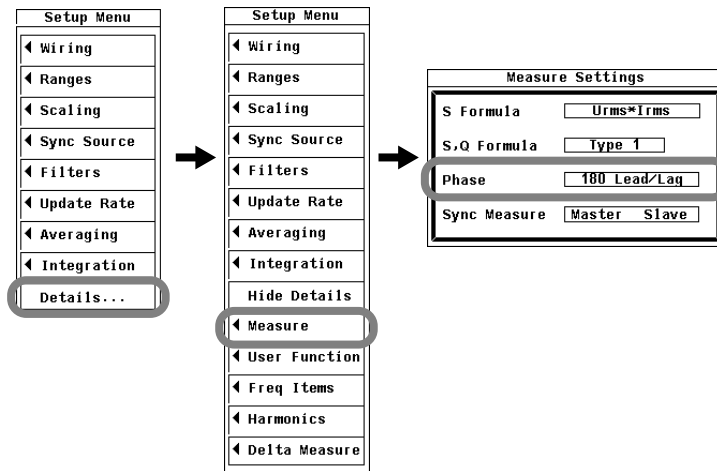 Setup Menu
Wiring
Ranges
Scaling
Sync Source
Filters
Update Rate
Averaging
Integration
Details...
Setup Menu
Wiring
Ranges
Scaling
Sync Source
Filters
Update Rate
Averaging
Integration
Hide Details
Measure
User Function
Freq Items
Harmonics
Delta Measure
Measure Settings
S Formula Urms*Irms
S,Q Formula Type 1
Phase 180 Lead/Lag
Sync Measure Master Slave